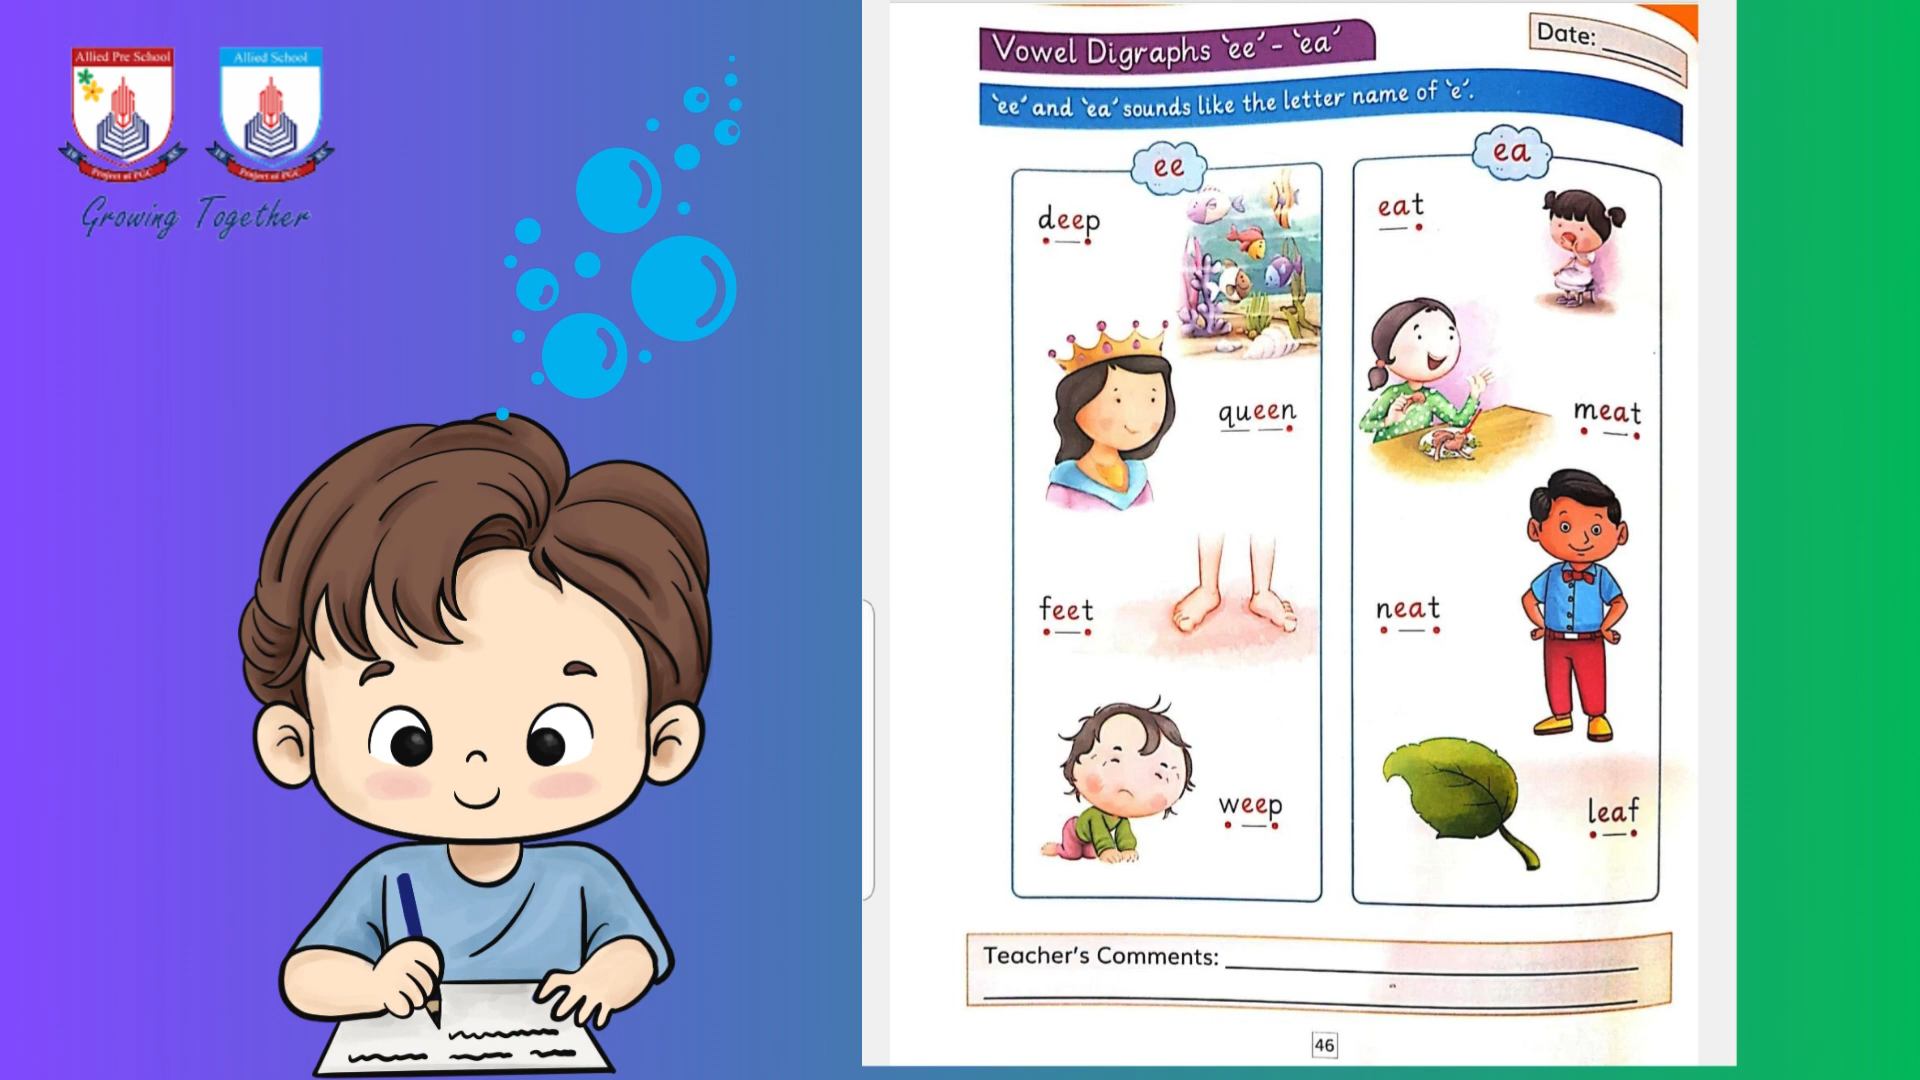 Allied Pre School
Project of PGC
Allied School
Project of PGC
Growing Together
Vowel Digraphs 'ee' - 'ea'
Date:
'ee' and 'ea' sounds like the letter name of 'e'.
ee
deep
queen
feet
weep
ea
eat
meat
neat
leaf
Teacher's Comments:
46